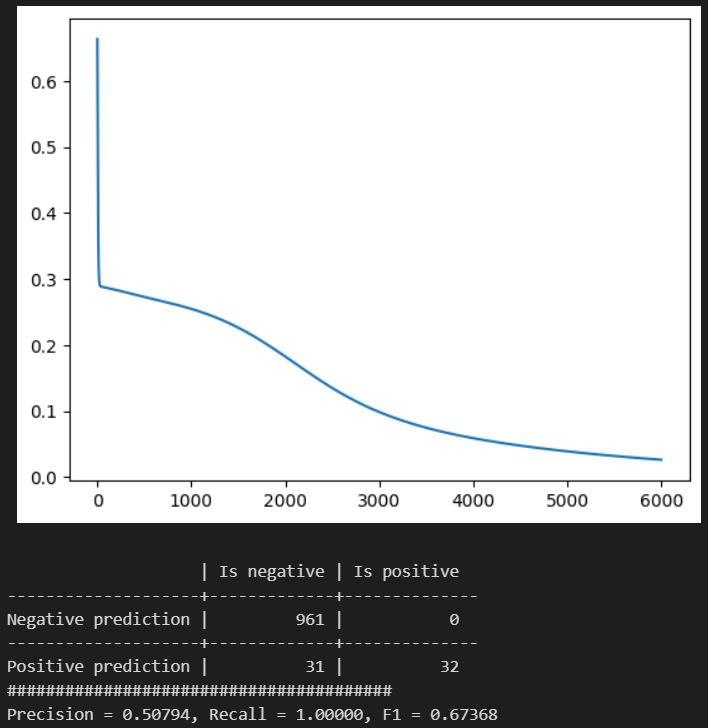 0.6
0.5
0.4
0.3
0.2
0.1
0.0
0 1000 2000 3000 4000 5000 6000
| Is negative | Is positive
--------------------+-------------+--------------
Negative prediction | 961 | 0
--------------------+-------------+--------------
Positive prediction | 31 | 32
########################################
Precision = 0.50794, Recall = 1.00000, F1 = 0.67368